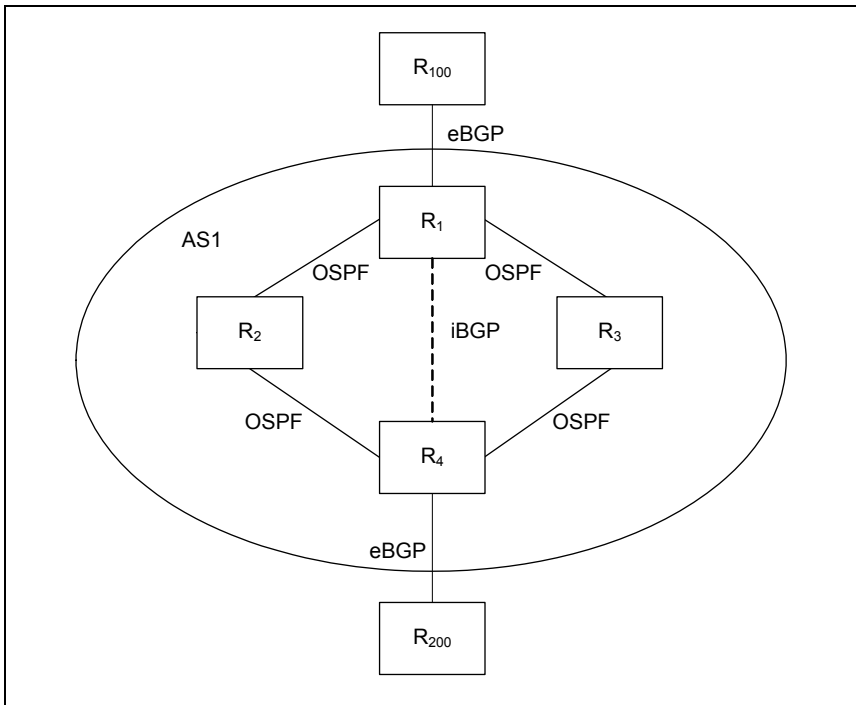 R100
eBGP
R1
AS1
OSPF
OSPF
R2
iBGP
R3
OSPF
OSPF
R4
eBGP
R200